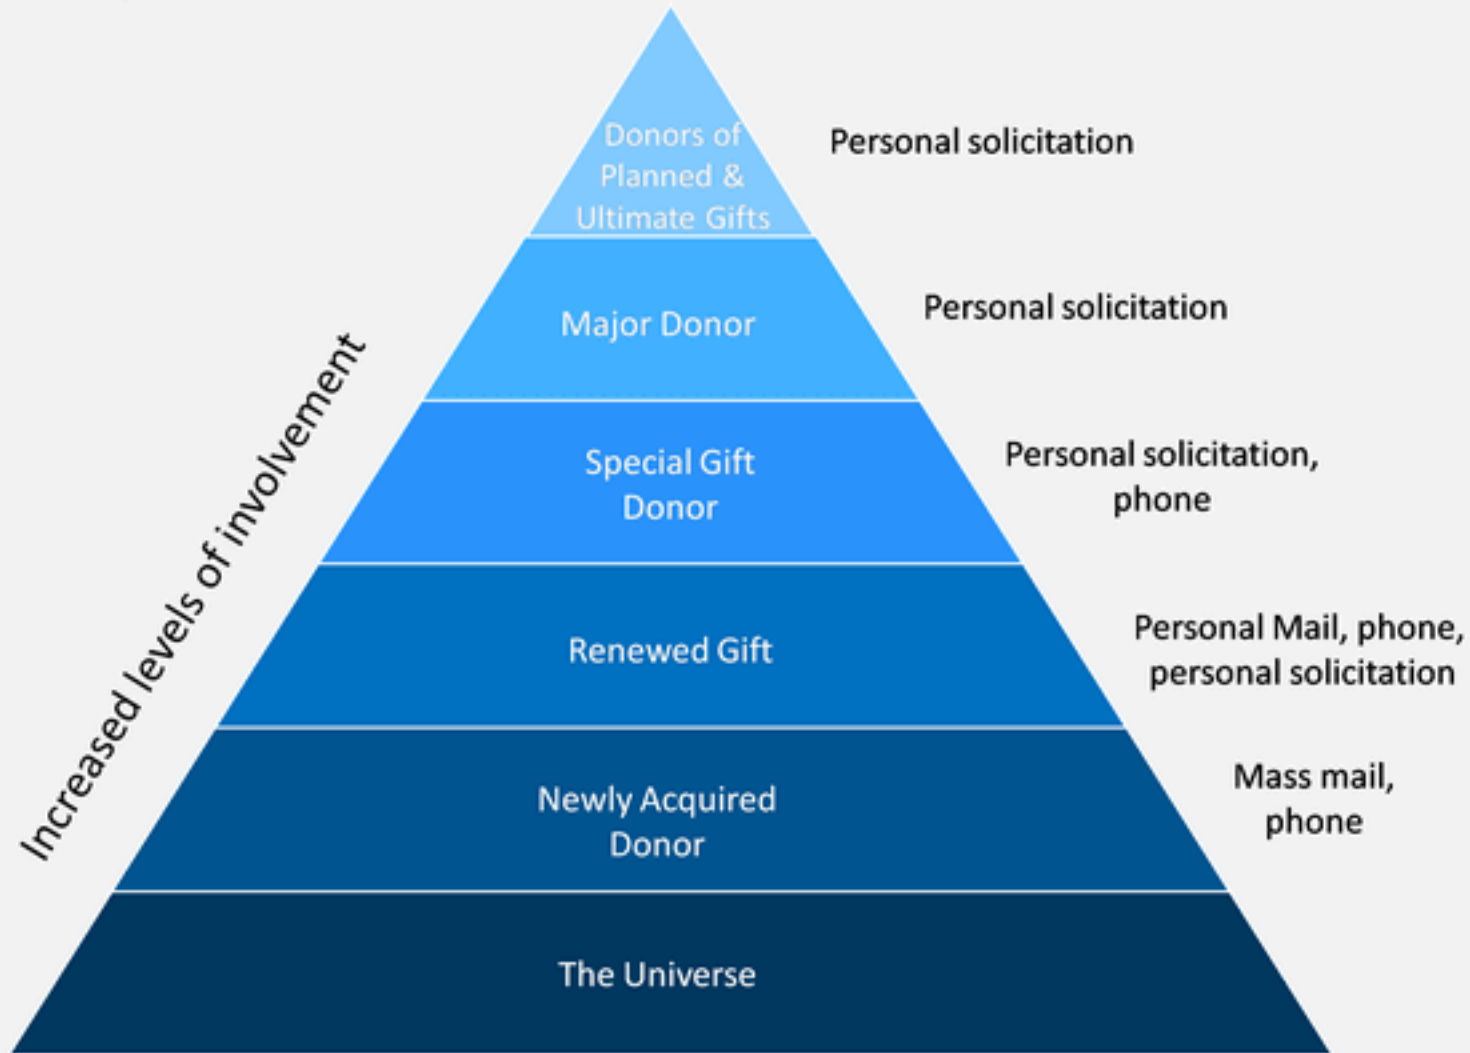 Donors of
Planned &
Ultimate Gifts
Personal solicitation
Major Donor
Personal solicitation
Special Gift
Donor
Personal solicitation,
phone
Renewed Gift
Personal Mail, phone,
personal solicitation
Newly Acquired
Donor
Mass mail,
phone
The Universe
Increased levels of involvement